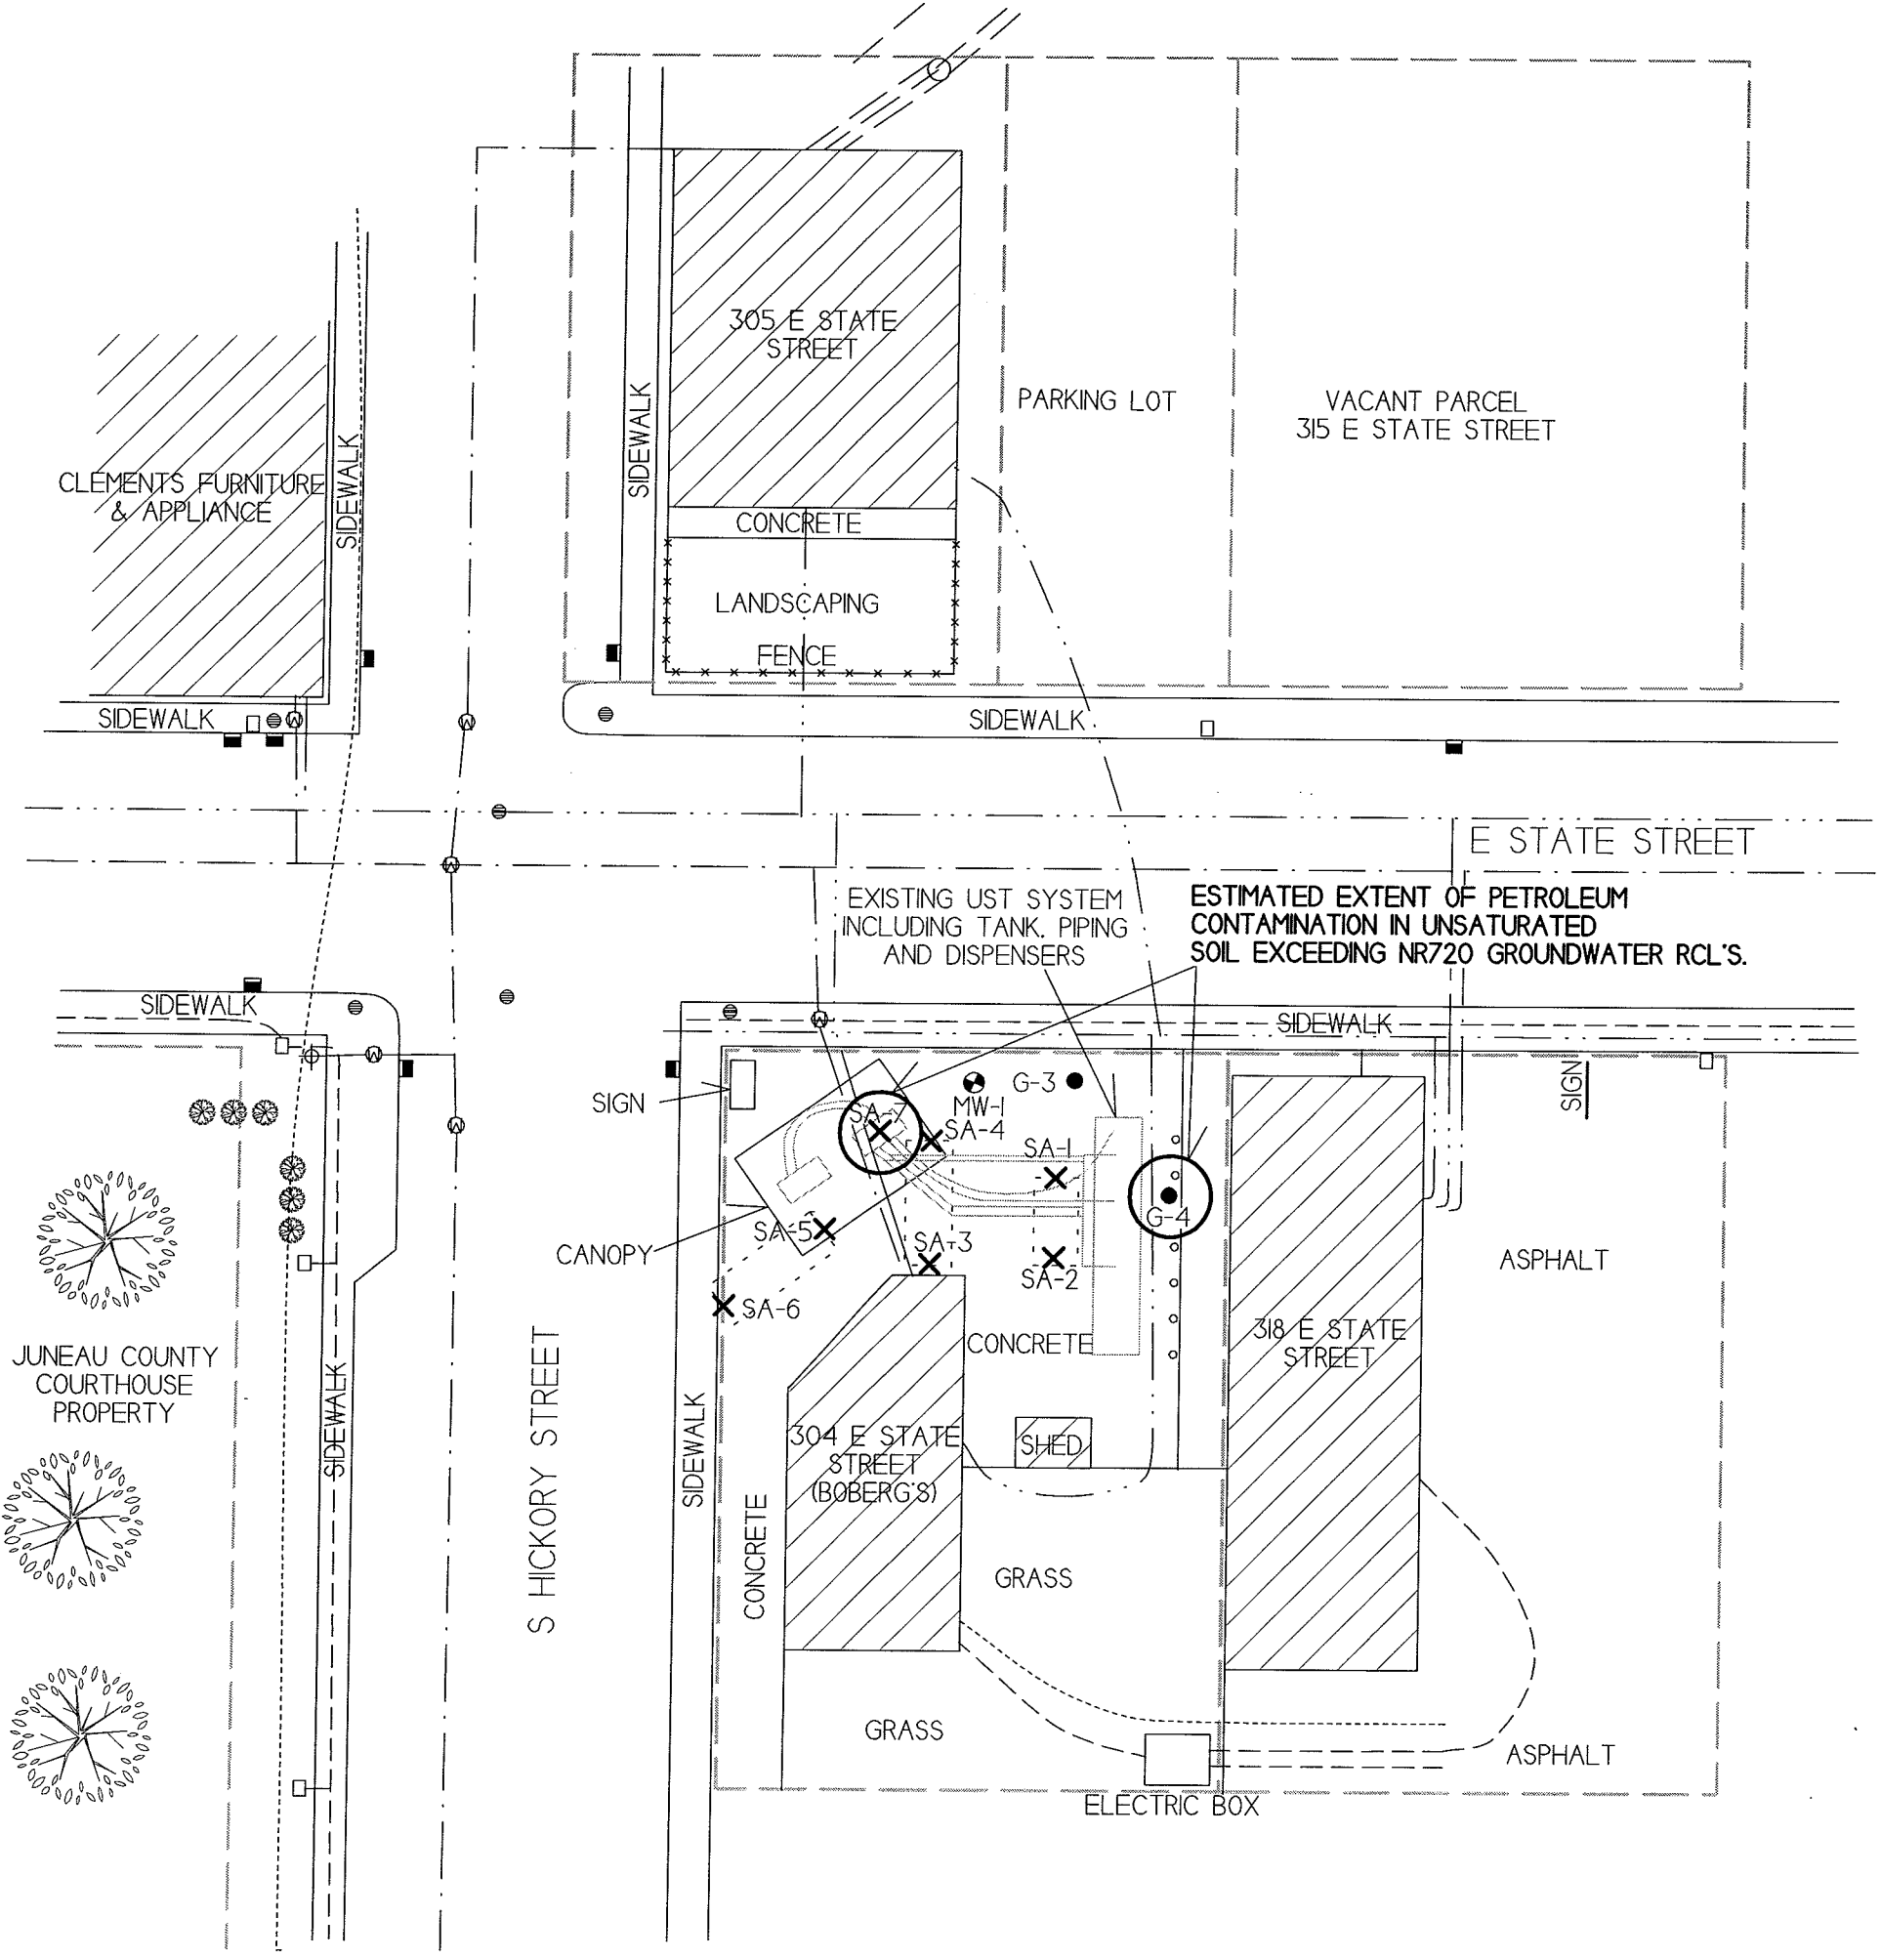 305 E STATE
STREET
PARKING LOT
VACANT PARCEL
315 E STATE STREET
SIDEWALK
SIDEWALK
CLEMENTS FURNITURE
& APPLIANCE
CONCRETE
LANDSCAPING
FENCE
SIDEWALK
SIDEWALK
E STATE STREET
EXISTING UST SYSTEM
INCLUDING TANK, PIPING
AND DISPENSERS
ESTIMATED EXTENT OF PETROLEUM
CONTAMINATION IN UNSATURATED
SOIL EXCEEDING NR720 GROUNDWATER RCL'S.
SIDEWALK
SIDEWALK
SIGN
SIGN
G-3
MW-1
SA-7
SA-4
SA-1
G-4
SA-5
SA-3
CANOPY
SA-2
SA-6
ASPHALT
CONCRETE
318 E STATE
STREET
JUNEAU COUNTY
COURTHOUSE
PROPERTY
SIDEWALK
S HICKORY STREET
SIDEWALK
CONCRETE
304 E STATE
STREET
(BOBERG'S)
SHED
GRASS
GRASS
ASPHALT
ELECTRIC BOX